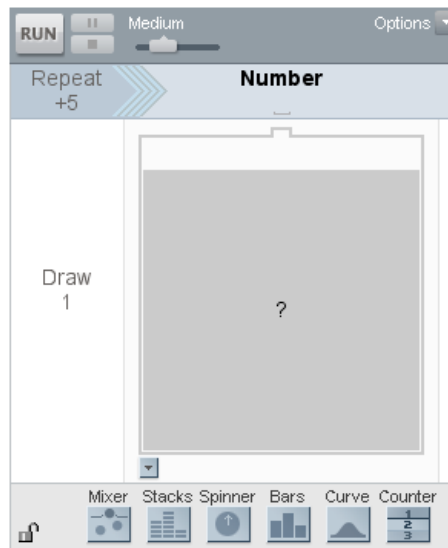 RUN
Medium
Options
Repeat
+5
Number
Draw
1
?
Mixer Stacks Spinner Bars Curve Counter
1
2
3